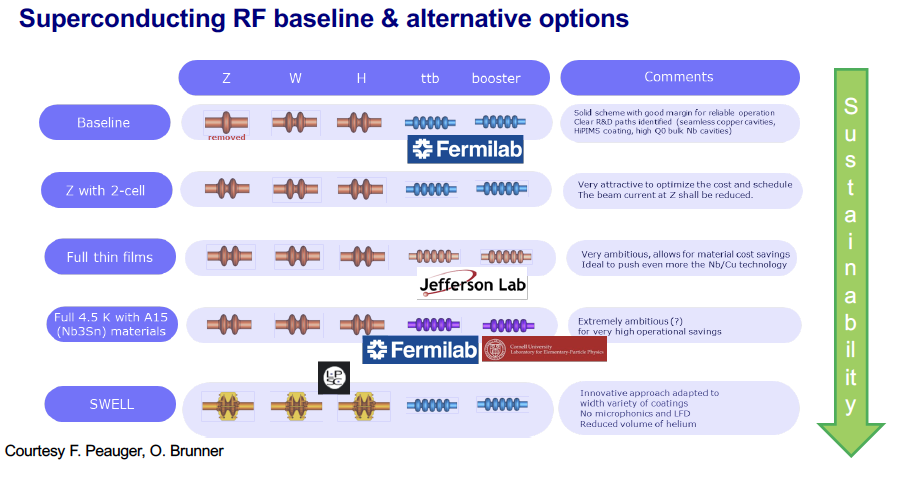 Superconducting RF baseline & alternative options
Z W H ttb booster Comments
Baseline
removed
Solid scheme with good margin for reliable operation
Clear R&D paths identified (seamless copper cavities,
HiPIMS coating, high Q0 bulk Nb cavities)
Fermilab
Z with 2-cell
Very attractive to optimize the cost and schedule
The beam current at Z shall be reduced.
Full thin films
Very ambitious, allows for material cost savings
Ideal to push even more the Nb/Cu technology
Jefferson Lab
Full 4.5 K with A15
(Nb3Sn) materials
Extremely ambitious (?)
for very high operational savings
Fermilab
Cornell University
Laboratory for Elementary-Particle Physics
LPSC
SWELL
Innovative approach adapted to
width variety of coatings
No microphonics and LFD
Reduced volume of helium
Sustainability
Courtesy F. Peauger, O. Brunner